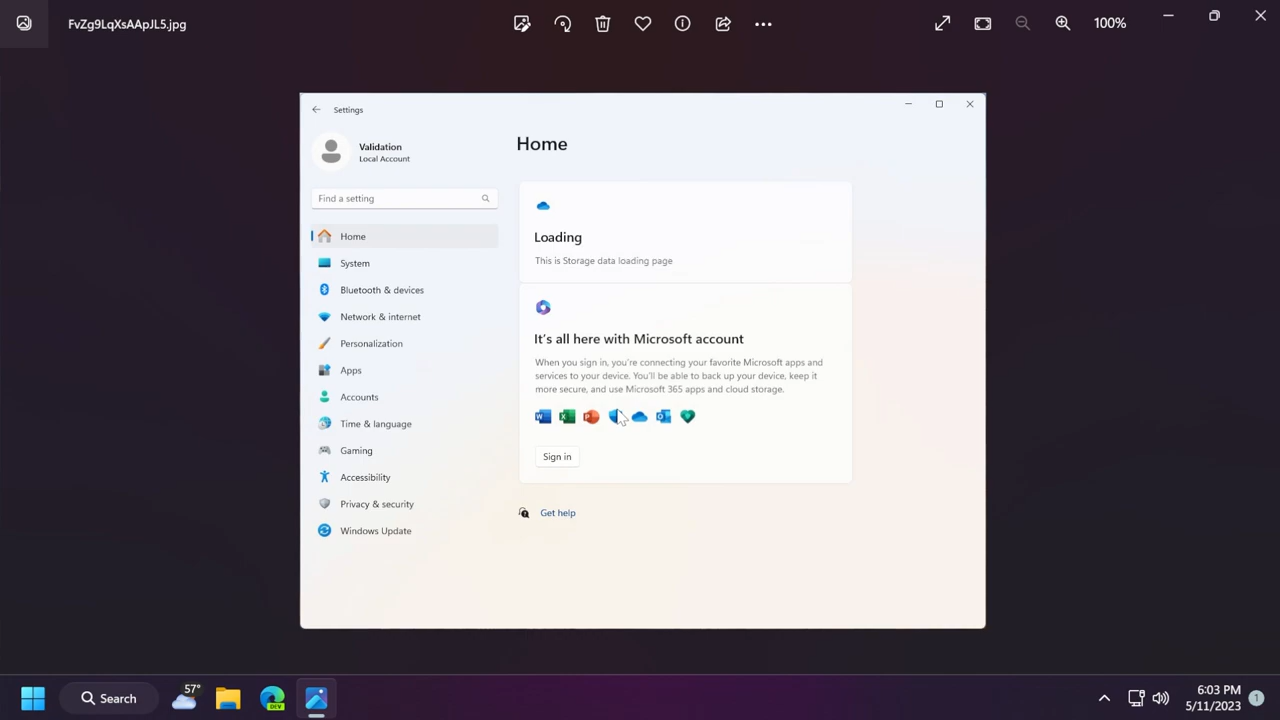 FvZg9LqXsAApJL5.jpg
100%
Settings
Validation
Local Account
Find a setting
Home
System
Bluetooth & devices
Network & internet
Personalization
Apps
Accounts
Time & language
Gaming
Accessibility
Privacy & security
Windows Update
Home
Loading
This is Storage data loading page
It's all here with Microsoft account
When you sign in, you're connecting your favorite Microsoft apps and
services to your device. You'll be able to back up your device, keep it
more secure, and use Microsoft 365 apps and cloud storage.
Sign in
Get help
Search
57°
DEV
6:03 PM
5/11/2023
1